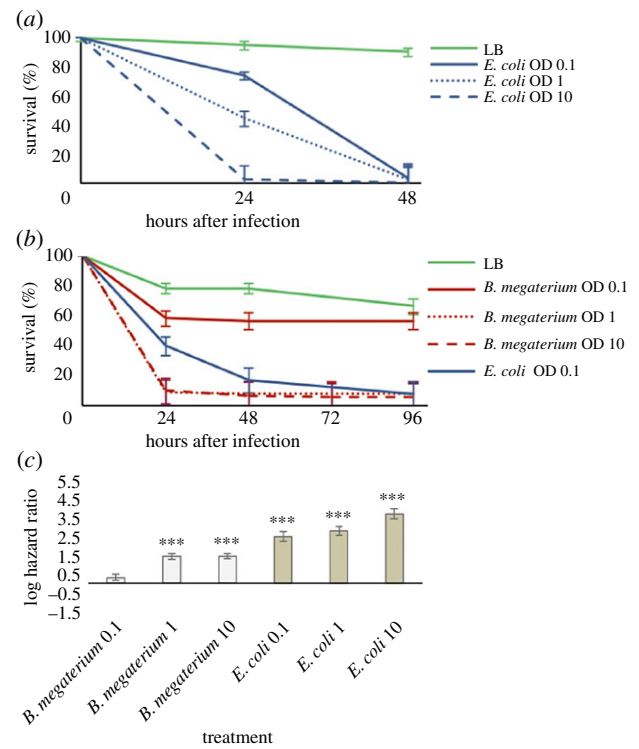 (a)
100
80
60
40
20
0
survival (%)
24
48
hours after infection
LB
E. coli OD 0.1
E. coli OD 1
E. coli OD 10
(b)
100
80
60
40
20
0
survival (%)
24
48
72
96
hours after infection
LB
B. megaterium OD 0.1
B. megaterium OD 1
B. megaterium OD 10
E. coli OD 0.1
(c)
5.5
4.5
3.5
2.5
1.5
0.5
–0.5
–1.5
log hazard ratio
***
***
***
***
***
B. megaterium 0.1
B. megaterium 1
B. megaterium 10
E. coli 0.1
E. coli 1
E. coli 10
treatment